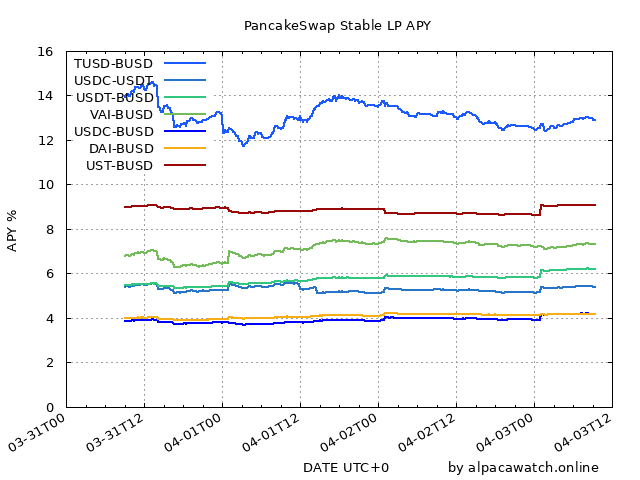 PancakeSwap Stable LP APY
16
14
12
10
8
6
4
2
0
APY %
TUSD-BUSD
USDC-USDT
USDT-BUSD
VAI-BUSD
USDC-BUSD
DAI-BUSD
UST-BUSD
03-31T00
03-31T12
04-01T00
04-01T12
04-02T00
04-02T12
04-03T00
04-03T12
DATE UTC+0
by alpacawatch.online